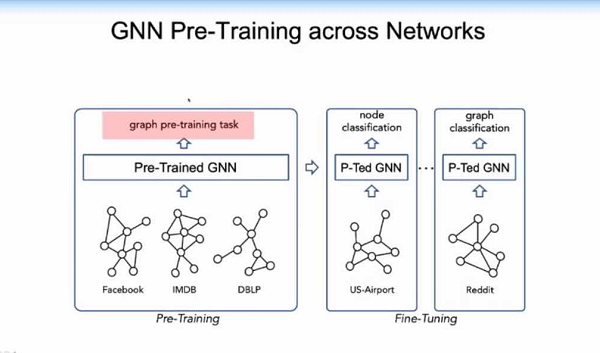 GNN Pre-Training across Networks
graph pre-training task
Pre-Trained GNN
Facebook
IMDB
DBLP
Pre-Training
node
classification
P-Ted GNN
US-Airport
...
graph
classification
P-Ted GNN
Reddit
Fine-Tuning